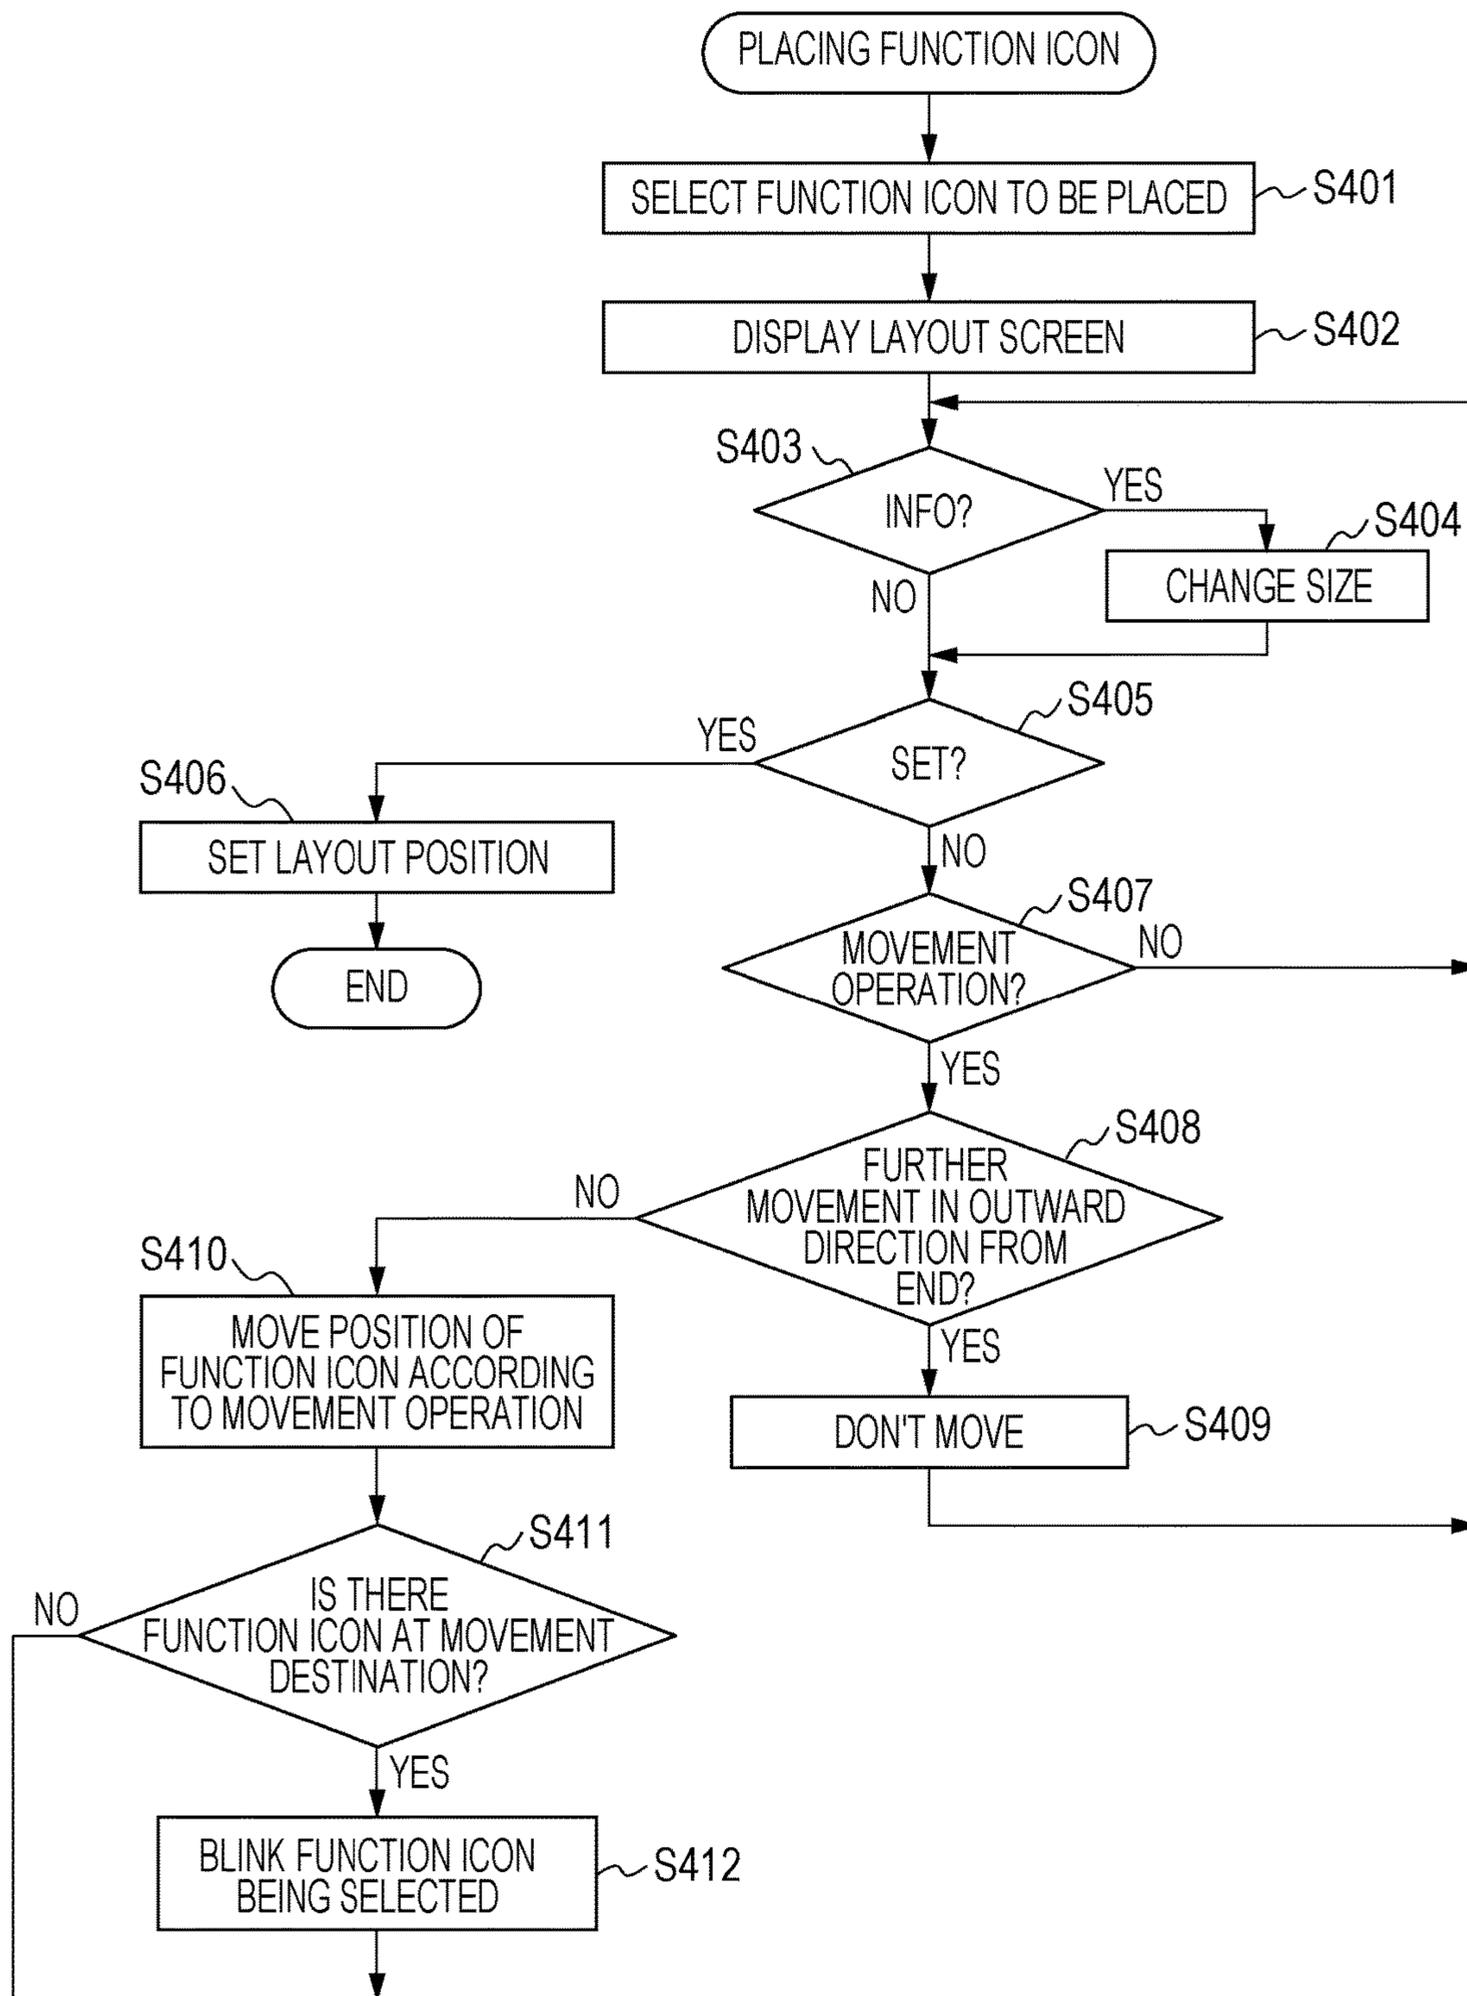 PLACING FUNCTION ICON
SELECT FUNCTION ICON TO BE PLACED
S401
DISPLAY LAYOUT SCREEN
S402
S403
INFO?
YES
S404
CHANGE SIZE
NO
S405
SET?
YES
S406
SET LAYOUT POSITION
END
NO
S407
MOVEMENT
OPERATION?
NO
YES
S408
FURTHER
MOVEMENT IN OUTWARD
DIRECTION FROM
END?
NO
YES
S410
MOVE POSITION OF
FUNCTION ICON ACCORDING
TO MOVEMENT OPERATION
DON'T MOVE
S409
S411
IS THERE
FUNCTION ICON AT MOVEMENT
DESTINATION?
NO
YES
BLINK FUNCTION ICON
BEING SELECTED
S412